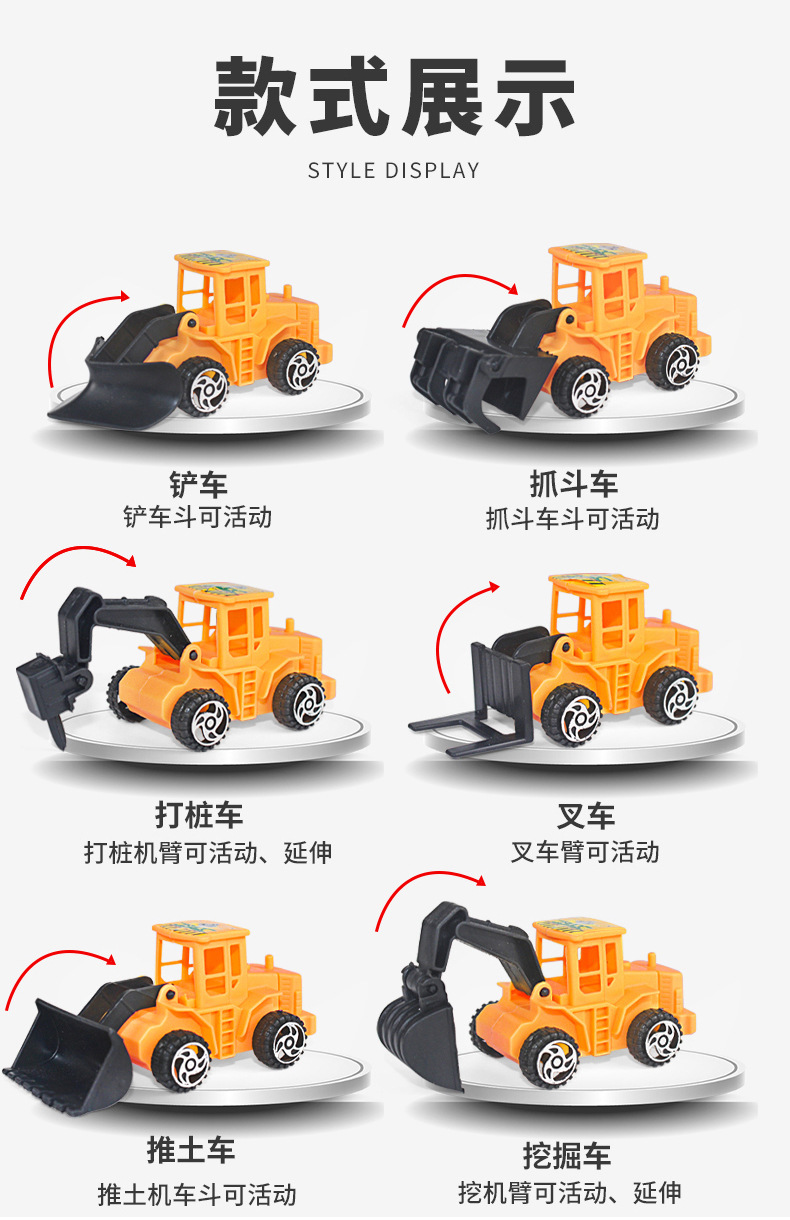 款式展示
STYLE DISPLAY
铲车
铲车斗可活动
抓斗车
抓斗车斗可活动
打桩车
打桩机臂可活动、延伸
叉车
叉车臂可活动
推土车
推土机车斗可活动
挖掘车
挖机臂可活动、延伸